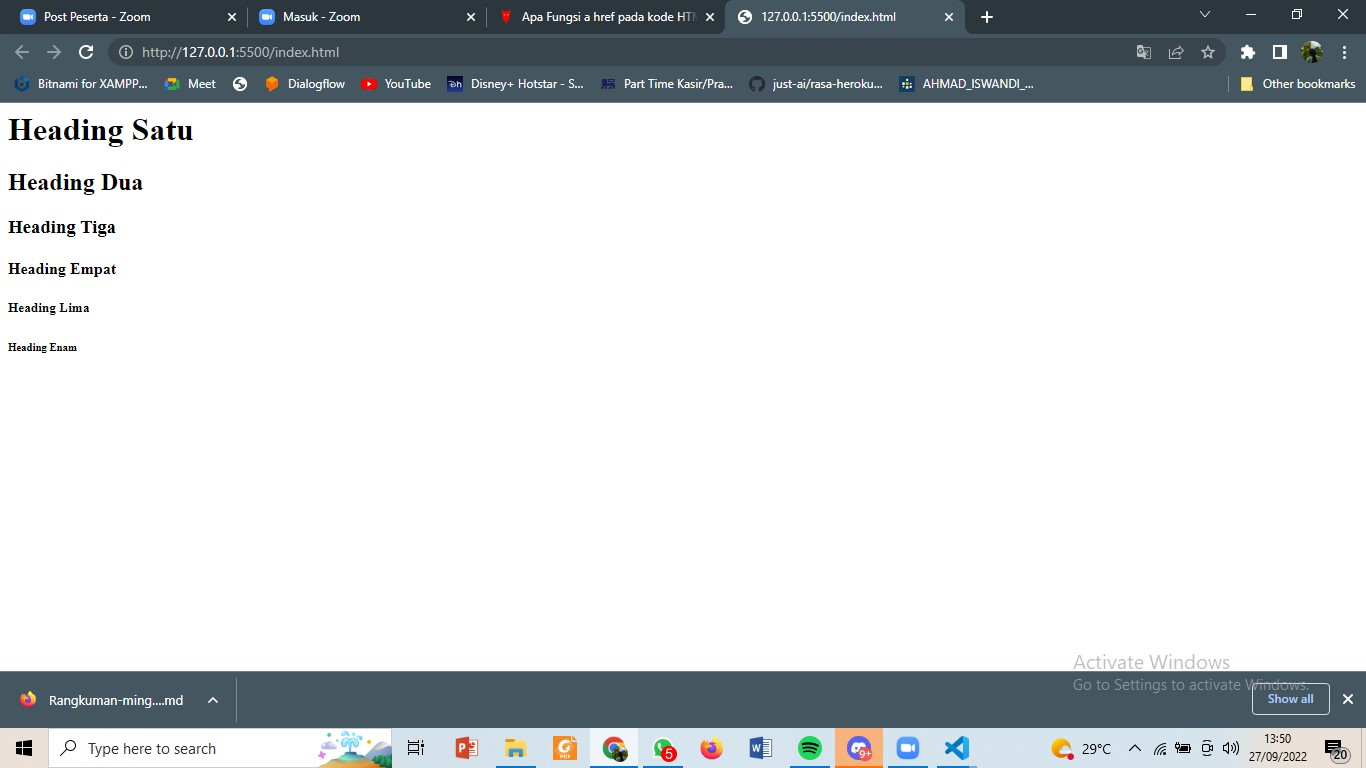 Post Peserta - Zoom
Masuk - Zoom
Apa Fungsi a href pada kode HTM
127.0.0.1:5500/index.html
http://127.0.0.1:5500/index.html
Bitnami for XAMPP...
Meet
Dialogflow
YouTube
Disney+ Hotstar - S...
Part Time Kasir/Pra...
just-ai/rasa-heroku...
AHMAD_ISWANDI_...
Other bookmarks
Heading Satu
Heading Dua
Heading Tiga
Heading Empat
Heading Lima
Heading Enam
Activate Windows
Go to Settings to activate Windows.
Rangkuman-ming....md
Show all
Type here to search
PDF
5
9+
29°C
13:50
27/09/2022
20